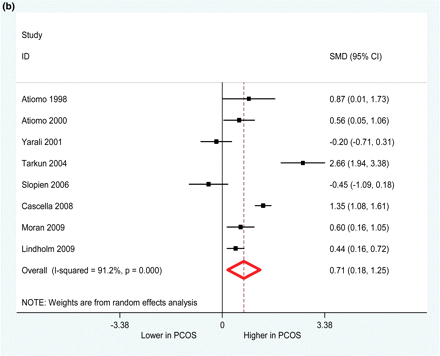 (b)
Study
ID SMD (95% CI)
Atiomo 1998 0.87 (0.01, 1.73)
Atiomo 2000 0.56 (0.05, 1.06)
Yarali 2001 -0.20 (-0.71, 0.31)
Tarkun 2004 2.66 (1.94, 3.38)
Slopien 2006 -0.45 (-1.09, 0.18)
Cascella 2008 1.35 (1.08, 1.61)
Moran 2009 0.60 (0.16, 1.05)
Lindholm 2009 0.44 (0.16, 0.72)
Overall (I-squared = 91.2%, p = 0.000) 0.71 (0.18, 1.25)
NOTE: Weights are from random effects analysis
-3.38 0 3.38
Lower in PCOS Higher in PCOS